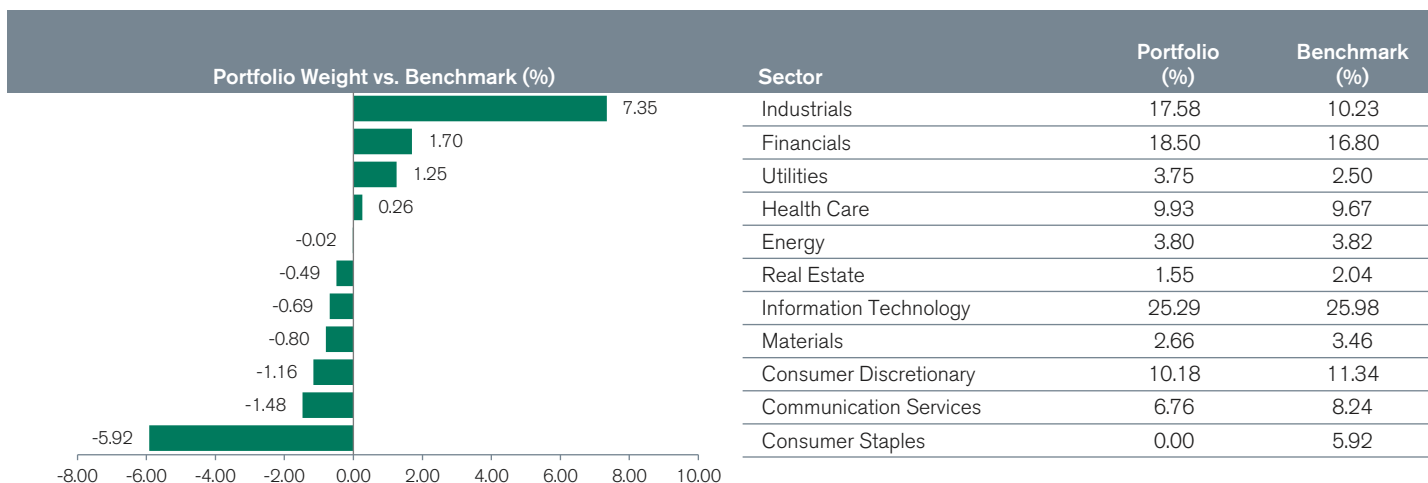 Portfolio Weight vs. Benchmark (%) Sector Portfolio (%) Benchmark (%)
7.35 Industrials 17.58 10.23
1.70 Financials 18.50 16.80
1.25 Utilities 3.75 2.50
0.26 Health Care 9.93 9.67
-0.02 Energy 3.80 3.82
-0.49 Real Estate 1.55 2.04
-0.69 Information Technology 25.29 25.98
-0.80 Materials 2.66 3.46
-1.16 Consumer Discretionary 10.18 11.34
-1.48 Communication Services 6.76 8.24
-5.92 Consumer Staples 0.00 5.92
-8.00 -6.00 -4.00 -2.00 0.00 2.00 4.00 6.00 8.00 10.00